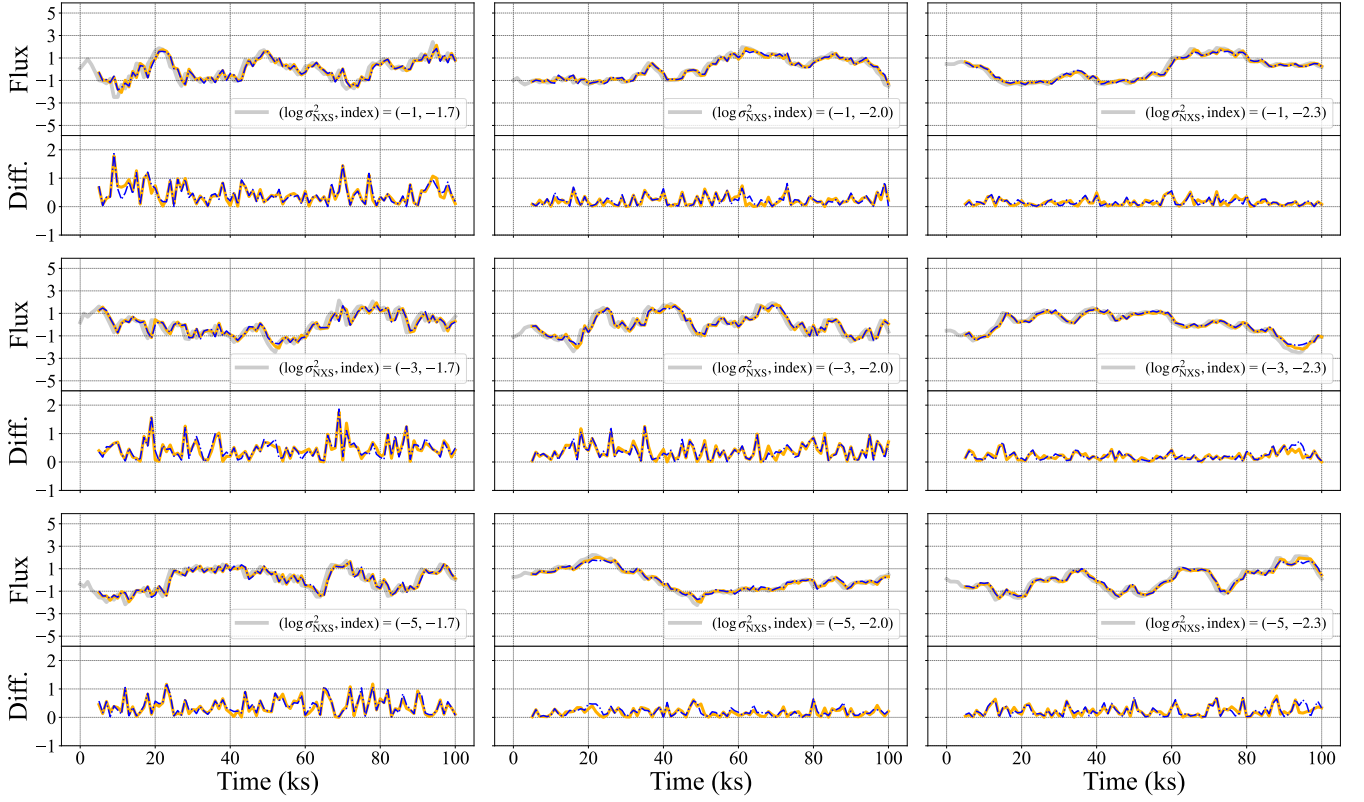 Flux
5
3
1
−1
−3
−5
(log σ²NXS, index) = (−1, −1.7)
(log σ²NXS, index) = (−1, −2.0)
(log σ²NXS, index) = (−1, −2.3)
Diff.
2
1
0
−1
Flux
5
3
1
−1
−3
−5
(log σ²NXS, index) = (−3, −1.7)
(log σ²NXS, index) = (−3, −2.0)
(log σ²NXS, index) = (−3, −2.3)
Diff.
2
1
0
−1
Flux
5
3
1
−1
−3
−5
(log σ²NXS, index) = (−5, −1.7)
(log σ²NXS, index) = (−5, −2.0)
(log σ²NXS, index) = (−5, −2.3)
Diff.
2
1
0
−1
0 20 40 60 80 100 0 20 40 60 80 100 0 20 40 60 80 100
Time (ks) Time (ks) Time (ks)